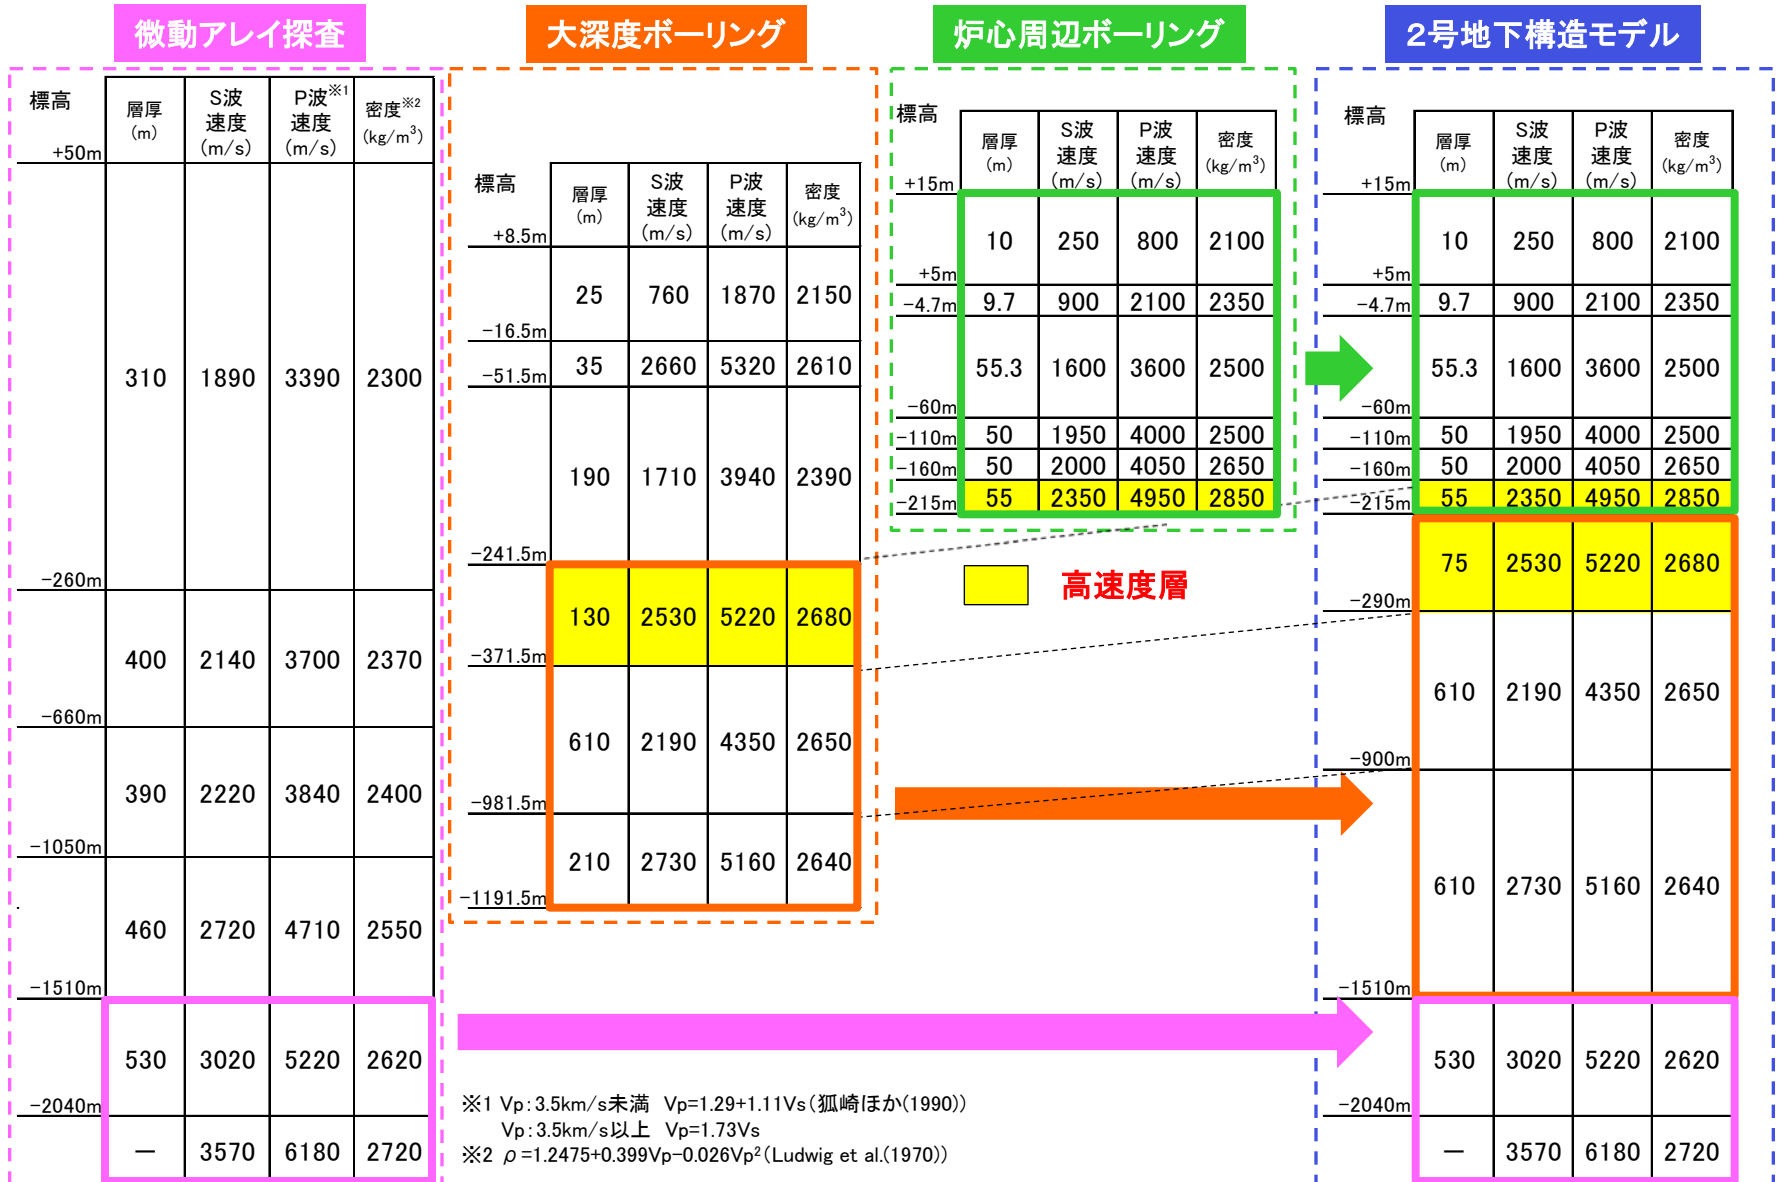 微動アレイ探査
標高
層厚
(m)
S波
速度
(m/s)
P波※1
速度
(m/s)
密度※2
(kg/m³)
+50m
310 1890 3390 2300
−260m
400 2140 3700 2370
−660m
390 2220 3840 2400
−1050m
460 2720 4710 2550
−1510m
530 3020 5220 2620
−2040m
— 3570 6180 2720
大深度ボーリング
標高
層厚
(m)
S波
速度
(m/s)
P波
速度
(m/s)
密度
(kg/m³)
+8.5m
25 760 1870 2150
−16.5m
35 2660 5320 2610
−51.5m
190 1710 3940 2390
−241.5m
130 2530 5220 2680
−371.5m
610 2190 4350 2650
−981.5m
210 2730 5160 2640
−1191.5m
炉心周辺ボーリング
標高
層厚
(m)
S波
速度
(m/s)
P波
速度
(m/s)
密度
(kg/m³)
+15m
10 250 800 2100
+5m
9.7 900 2100 2350
−4.7m
55.3 1600 3600 2500
−60m
50 1950 4000 2500
−110m
50 2000 4050 2650
−160m
55 2350 4950 2850
−215m
高速度層
2号地下構造モデル
標高
層厚
(m)
S波
速度
(m/s)
P波
速度
(m/s)
密度
(kg/m³)
+15m
10 250 800 2100
+5m
9.7 900 2100 2350
−4.7m
55.3 1600 3600 2500
−60m
50 1950 4000 2500
−110m
50 2000 4050 2650
−160m
55 2350 4950 2850
−215m
75 2530 5220 2680
−290m
610 2190 4350 2650
−900m
610 2730 5160 2640
−1510m
530 3020 5220 2620
−2040m
— 3570 6180 2720
※1 Vp:3.5km/s未満 Vp=1.29+1.11Vs(狐崎ほか(1990))
Vp:3.5km/s以上 Vp=1.73Vs
※2 ρ=1.2475+0.399Vp−0.026Vp²(Ludwig et al.(1970))